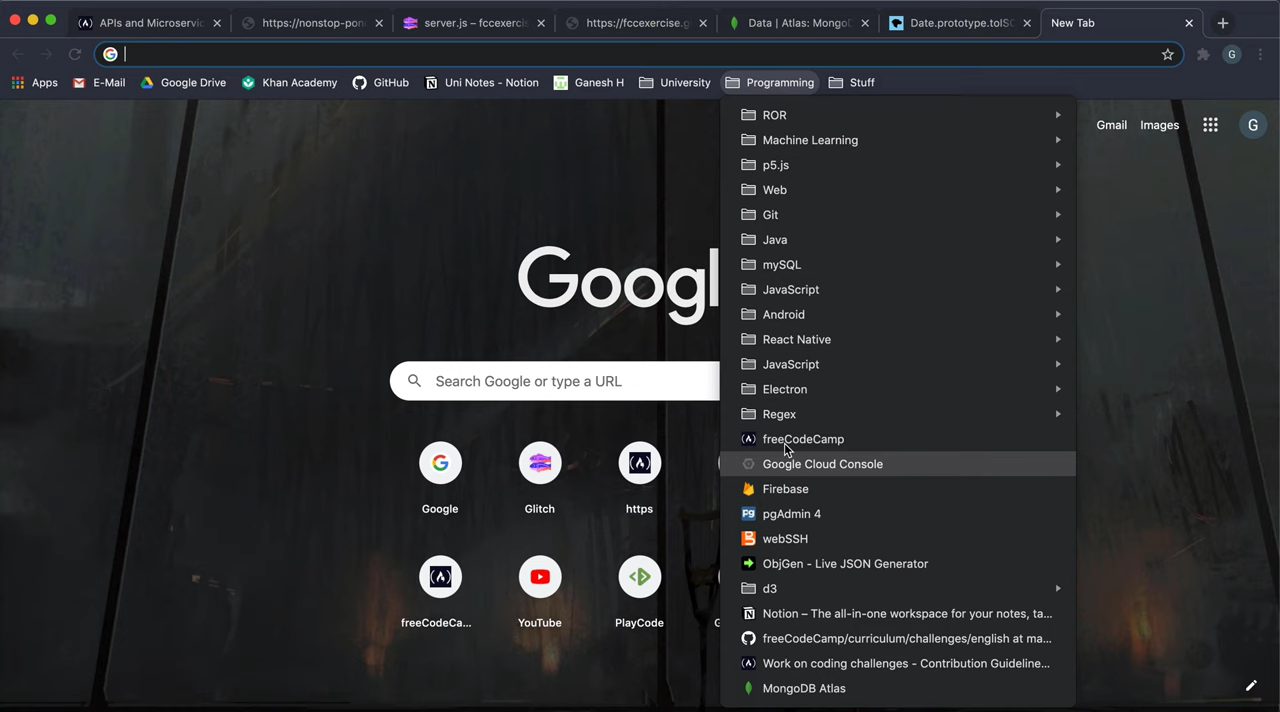 APIs and Microservic
https://nonstop-pon
server.js – fccexercis
https://fccexercise.g
Data | Atlas: MongoD
Date.prototype.toISO
New Tab
Apps
E-Mail
Google Drive
Khan Academy
GitHub
Uni Notes - Notion
Ganesh H
University
Programming
Stuff
Gmail
Images
G
G
ROR
Machine Learning
p5.js
Web
Git
Java
mySQL
JavaScript
Android
React Native
JavaScript
Electron
Regex
freeCodeCamp
Google Cloud Console
Firebase
pgAdmin 4
webSSH
ObjGen - Live JSON Generator
d3
Notion – The all-in-one workspace for your notes, ta...
freeCodeCamp/curriculum/challenges/english at ma...
Work on coding challenges - Contribution Guideline...
MongoDB Atlas
Googl
Search Google or type a URL
Google
Glitch
https
freeCodeCa...
YouTube
PlayCode